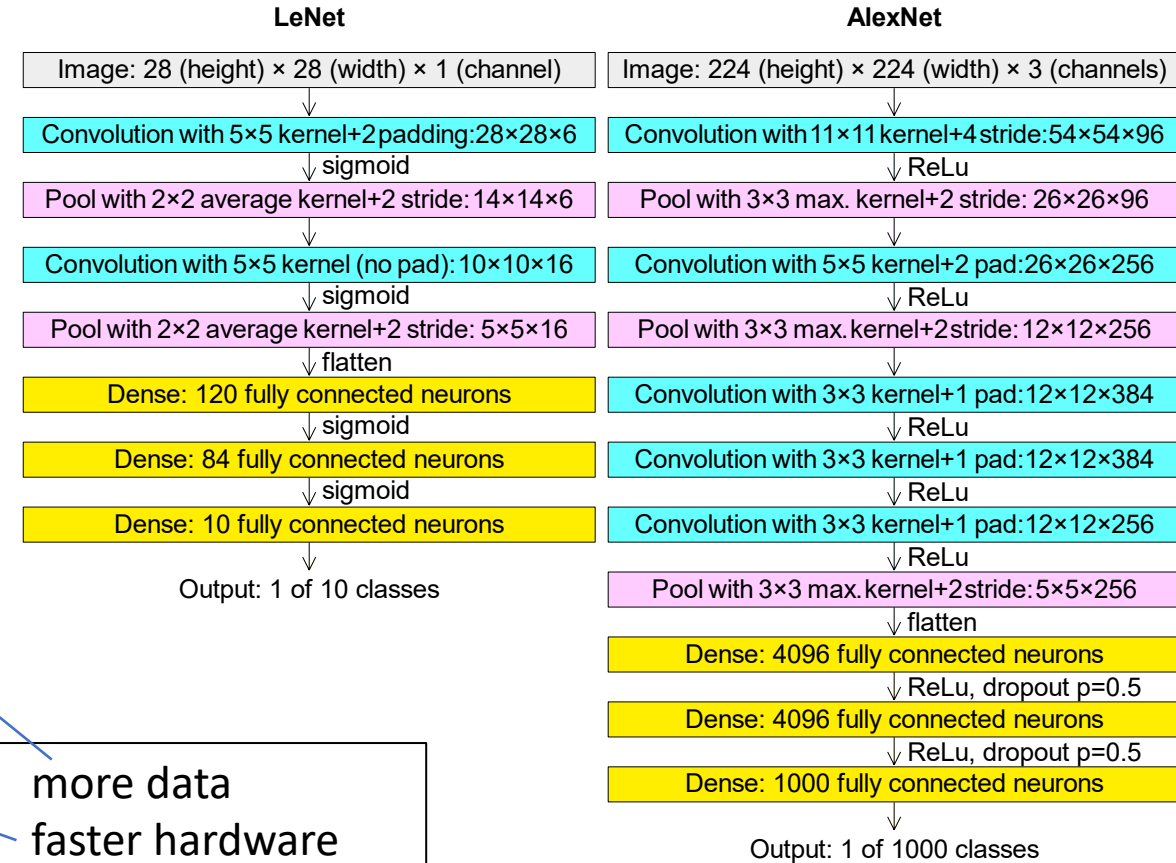 LeNet
Image: 28 (height) × 28 (width) × 1 (channel)
Convolution with 5×5 kernel+2padding:28×28×6
sigmoid
Pool with 2×2 average kernel+2 stride:14×14×6
Convolution with 5×5 kernel (no pad):10×10×16
sigmoid
Pool with 2×2 average kernel+2 stride: 5×5×16
flatten
Dense: 120 fully connected neurons
sigmoid
Dense: 84 fully connected neurons
sigmoid
Dense: 10 fully connected neurons
Output: 1 of 10 classes
AlexNet
Image: 224 (height) × 224 (width) × 3 (channels)
Convolution with 11×11 kernel+4 stride:54×54×96
ReLu
Pool with 3×3 max. kernel+2 stride: 26×26×96
Convolution with 5×5 kernel+2 pad:26×26×256
ReLu
Pool with 3×3 max.kernel+2stride:12×12×256
Convolution with 3×3 kernel+1 pad:12×12×384
ReLu
Convolution with 3×3 kernel+1 pad:12×12×384
ReLu
Convolution with 3×3 kernel+1 pad:12×12×256
ReLu
Pool with 3×3 max.kernel+2stride:5×5×256
flatten
Dense: 4096 fully connected neurons
ReLu, dropout p=0.5
Dense: 4096 fully connected neurons
ReLu, dropout p=0.5
Dense: 1000 fully connected neurons
Output: 1 of 1000 classes
more data
faster hardware